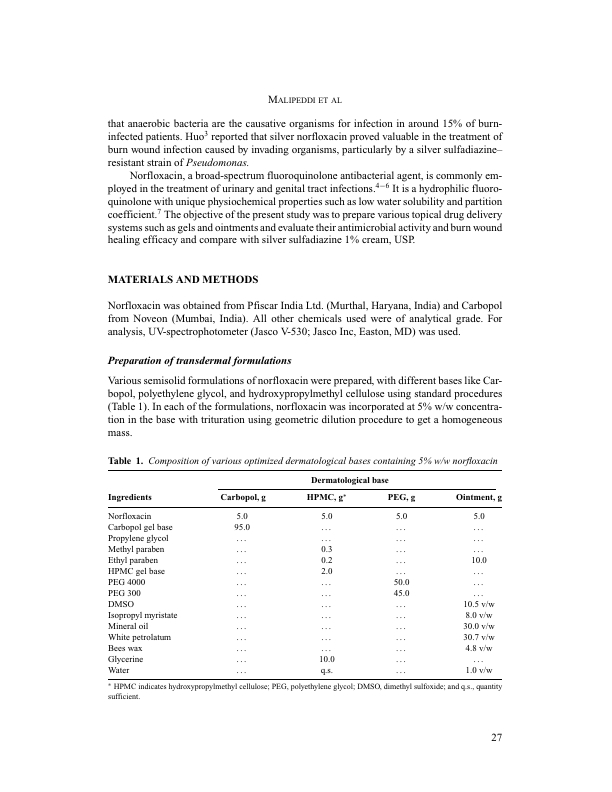 MALIPEDDI ET AL
that anaerobic bacteria are the causative organisms for infection in around 15% of burn-
infected patients. Huo3 reported that silver norfloxacin proved valuable in the treatment of
burn wound infection caused by invading organisms, particularly by a silver sulfadiazine–
resistant strain of Pseudomonas.
Norfloxacin, a broad-spectrum fluoroquinolone antibacterial agent, is commonly em-
ployed in the treatment of urinary and genital tract infections.4–6 It is a hydrophilic fluoro-
quinolone with unique physiochemical properties such as low water solubility and partition
coefficient.7 The objective of the present study was to prepare various topical drug delivery
systems such as gels and ointments and evaluate their antimicrobial activity and burn wound
healing efficacy and compare with silver sulfadiazine 1% cream, USP.
MATERIALS AND METHODS
Norfloxacin was obtained from Pfiscar India Ltd. (Murthal, Haryana, India) and Carbopol
from Noveon (Mumbai, India). All other chemicals used were of analytical grade. For
analysis, UV-spectrophotometer (Jasco V-530; Jasco Inc, Easton, MD) was used.
Preparation of transdermal formulations
Various semisolid formulations of norfloxacin were prepared, with different bases like Car-
bopol, polyethylene glycol, and hydroxypropylmethyl cellulose using standard procedures
(Table 1). In each of the formulations, norfloxacin was incorporated at 5% w/w concentra-
tion in the base with trituration using geometric dilution procedure to get a homogeneous
mass.
Table 1. Composition of various optimized dermatological bases containing 5% w/w norfloxacin
Dermatological base
Ingredients Carbopol, g HPMC, g* PEG, g Ointment, g
Norfloxacin 5.0 5.0 5.0 5.0
Carbopol gel base 95.0 ... ... ...
Propylene glycol ... ... ... ...
Methyl paraben ... 0.3 ... ...
Ethyl paraben ... 0.2 ... 10.0
HPMC gel base ... 2.0 ... ...
PEG 4000 ... ... 50.0 ...
PEG 300 ... ... 45.0 ...
DMSO ... ... ... 10.5 v/w
Isopropyl myristate ... ... ... 8.0 v/w
Mineral oil ... ... ... 30.0 v/w
White petrolatum ... ... ... 30.7 v/w
Bees wax ... ... ... 4.8 v/w
Glycerine ... 10.0 ... ...
Water ... q.s. ... 1.0 v/w
* HPMC indicates hydroxypropylmethyl cellulose; PEG, polyethylene glycol; DMSO, dimethyl sulfoxide; and q.s., quantity
sufficient.
27